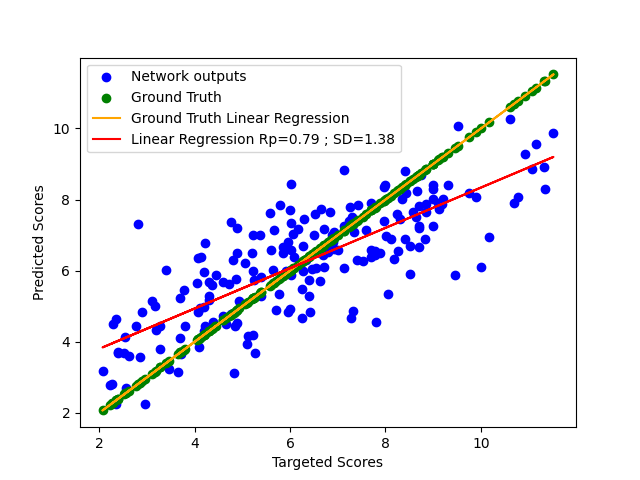 Network outputs
Ground Truth
Ground Truth Linear Regression
Linear Regression Rp=0.79 ; SD=1.38
10
8
6
4
2
Predicted Scores
2 4 6 8 10
Targeted Scores